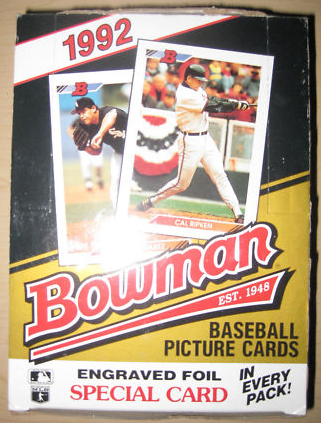 1992
B
B
CAL RIPKEN
Bowman
EST. 1948
BASEBALL
PICTURE CARDS
ENGRAVED FOIL
SPECIAL CARD
IN
EVERY
PACK!